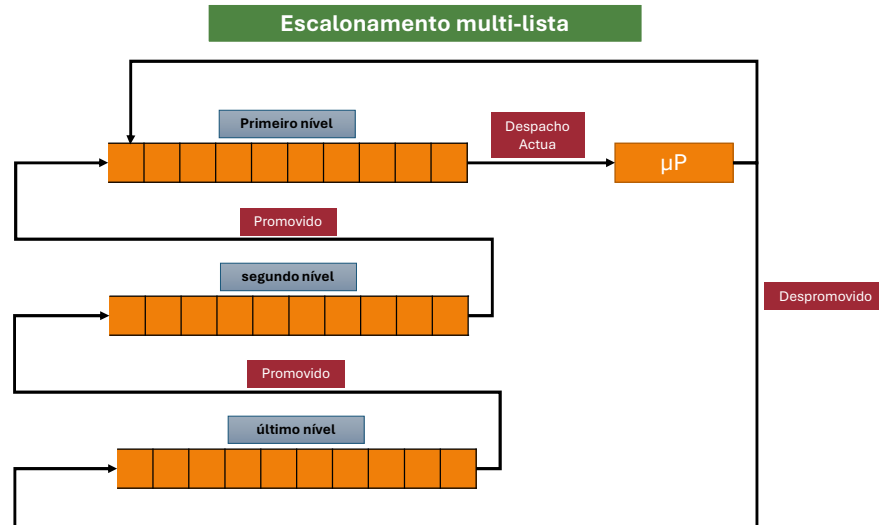 Escalonamento multi-lista
Primeiro nível
Despacho
Actua
µP
Promovido
segundo nível
Despromovido
Promovido
último nível